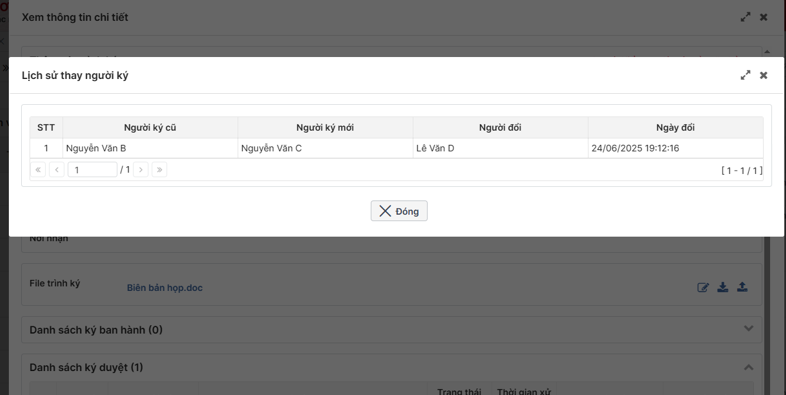 Xem thông tin chi tiết
Lịch sử thay người ký
STT Người ký cũ Người ký mới Người đổi Ngày đổi
1 Nguyễn Văn B Nguyễn Văn C Lê Văn D 24/06/2025 19:12:16
« ‹ 1 / 1 › » [ 1 - 1 / 1 ]
Đóng
Nơi nhận
File trình ký Biên bản họp.doc
Danh sách ký ban hành (0)
Danh sách ký duyệt (1)
Trạng thái Thời gian xử